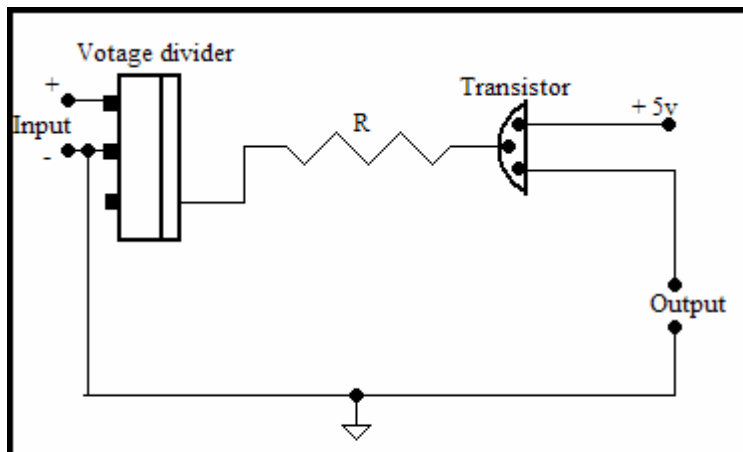 Votage divider
+
Input
-
R
Transistor
+ 5v
Output